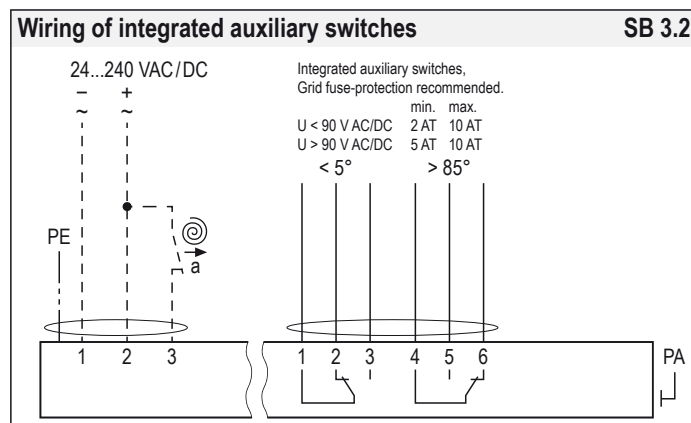 Wiring of integrated auxiliary switches SB 3.2
24...240 VAC/DC
– +
~ ~
Integrated auxiliary switches,
Grid fuse-protection recommended.
min. max.
U < 90 V AC/DC 2 AT 10 AT
U > 90 V AC/DC 5 AT 10 AT
< 5° > 85°
PE
a
1 2 3 1 2 3 4 5 6 PA